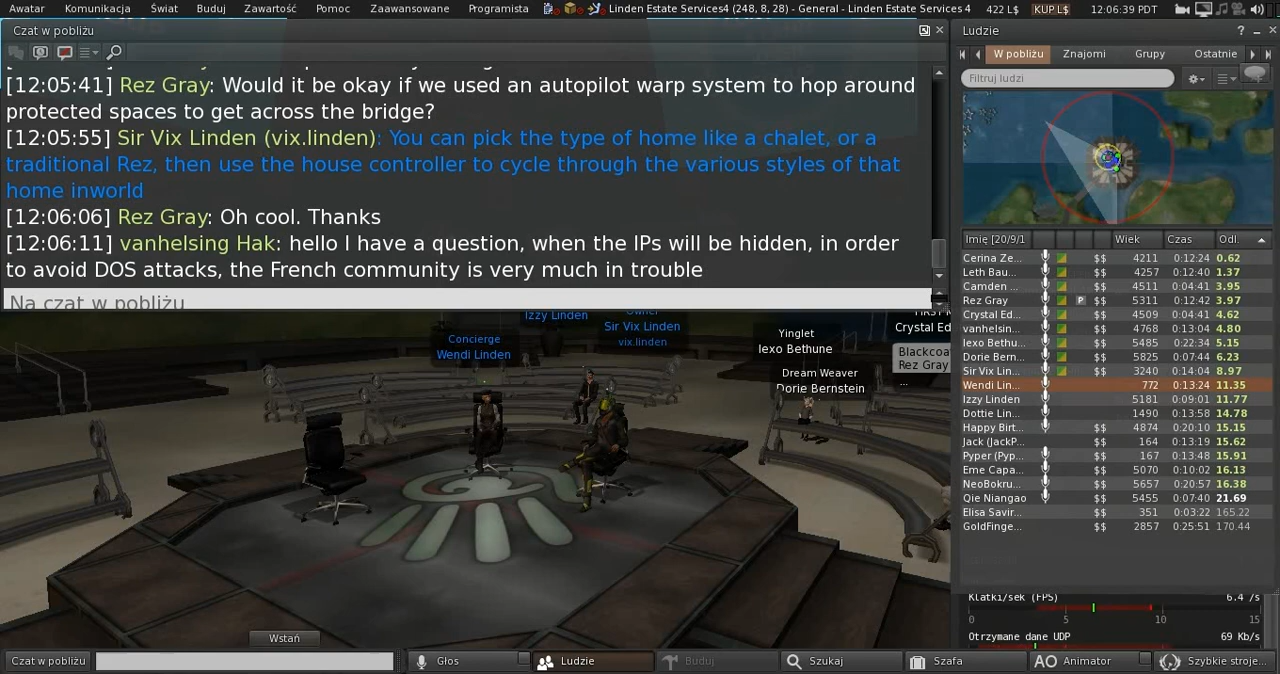 Awatar Komunikacja Świat Buduj Zawartość Pomoc Zaawansowane Programista Linden Estate Services4 (248, 8, 28) - General - Linden Estate Services 4 422 L$ KUP L$ 12:06:39 PDT
Czat w pobliżu
[12:05:41] Rez Gray: Would it be okay if we used an autopilot warp system to hop around
protected spaces to get across the bridge?
[12:05:55] Sir Vix Linden (vix.linden): You can pick the type of home like a chalet, or a
traditional Rez, then use the house controller to cycle through the various styles of that
home inworld
[12:06:06] Rez Gray: Oh cool. Thanks
[12:06:11] vanhelsing Hak: hello I have a question, when the IPs will be hidden, in order
to avoid DOS attacks, the French community is very much in trouble
Na czat w pobliżu
Izzy Linden
Sir Vix Linden
vix.linden
Concierge
Wendi Linden
Yinglet
Iexo Bethune
Dream Weaver
Dorie Bernstein
Crystal Ed
Blackcoa
Rez Gray
...
Wstań
Ludzie
W pobliżu Znajomi Grupy Ostatnie
Filtruj ludzi
Imię [20/9/1 Wiek Czas Odl.
Cerina Ze... $$ 4211 0:12:24 0.62
Leth Bau... $$ 4257 0:12:40 1.37
Camden ... $$ 4511 0:04:41 3.95
Rez Gray P $$ 5311 0:12:42 3.97
Crystal Ed... $$ 4509 0:04:41 4.62
vanhelsin... $$ 4768 0:13:04 4.80
Iexo Bethu... $$ 5485 0:22:34 5.15
Dorie Bern... $$ 5825 0:07:44 6.23
Sir Vix Lin... $$ 3240 0:14:04 8.97
Wendi Lin... 772 0:13:24 11.35
Izzy Linden 5181 0:09:01 11.77
Dottie Lin... 1490 0:13:58 14.78
Happy Birt... $$ 4874 0:20:10 15.15
Jack (JackP... $$ 164 0:13:19 15.62
Pyper (Pyp... $$ 167 0:13:48 15.91
Eme Capa... $$ 5070 0:10:02 16.13
NeoBokru... $$ 5657 0:20:57 16.38
Qie Niangao $$ 5455 0:07:40 21.69
Elisa Savir... $$ 351 0:03:22 165.22
GoldFinge... $$ 2857 0:25:51 170.44
Klatki/sek (FPS) 6.4 /s
0 5 10 15
Otrzymane dane UDP 69 Kb/s
Czat w pobliżu Głos Ludzie Buduj Szukaj Szafa AO Animator Szybkie stroje...